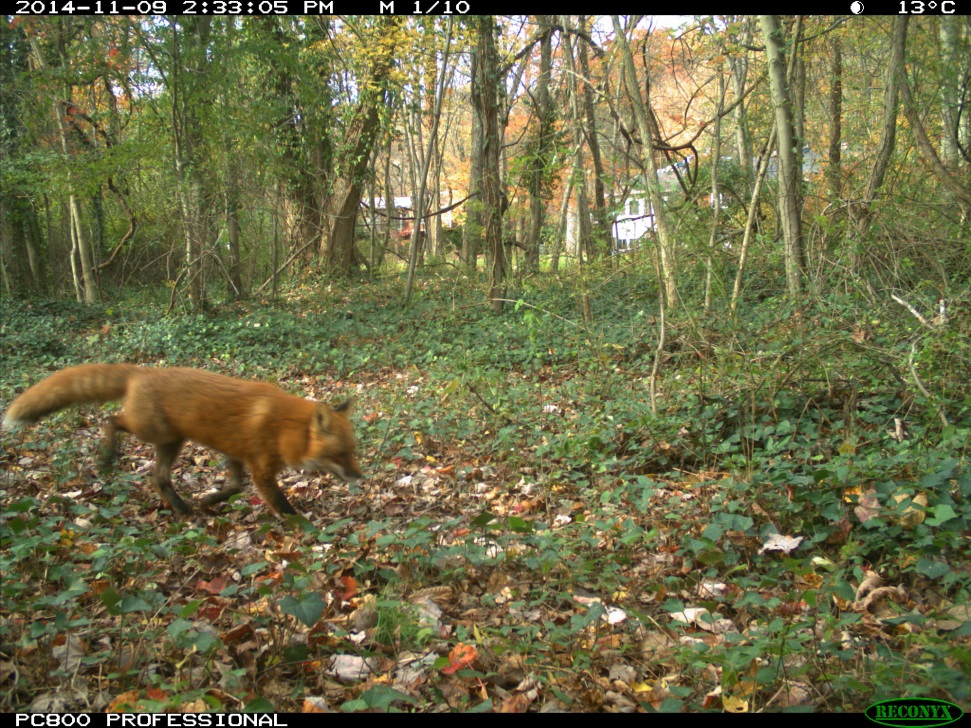 2014-11-09 2:33:05 PM M 1/10 13°C
PC800 PROFESSIONAL RECONYX